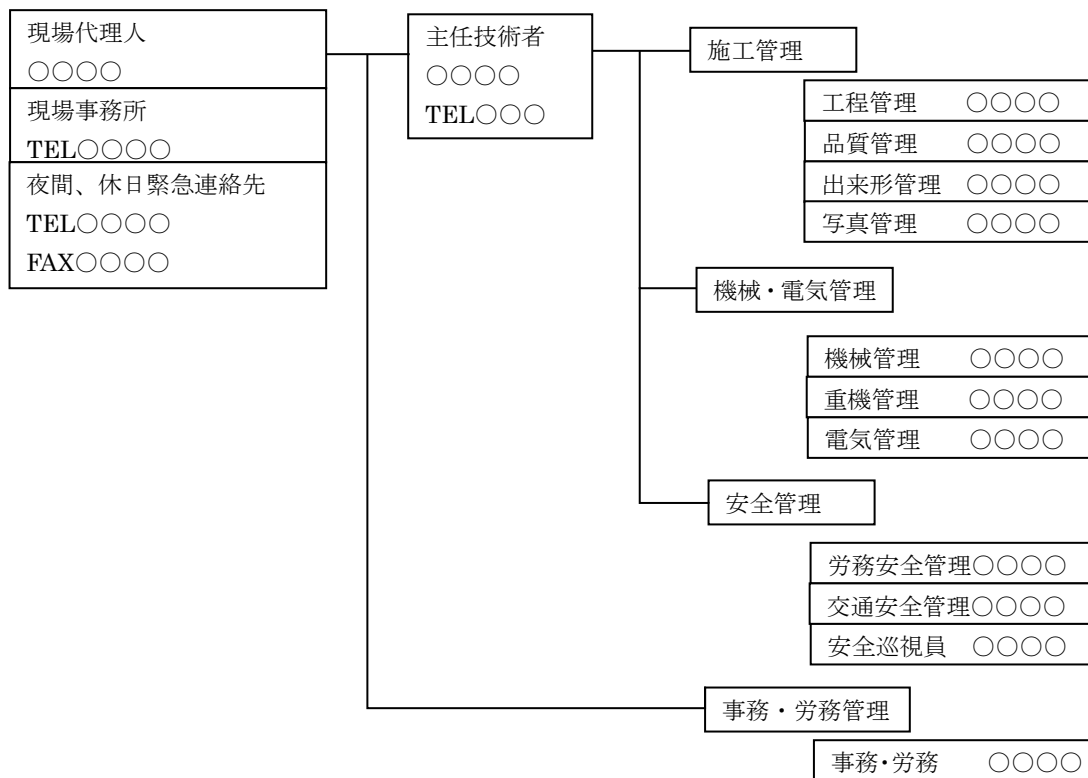 現場代理人
○○○○
現場事務所
TEL○○○○
夜間、休日緊急連絡先
TEL○○○○
FAX○○○○
主任技術者
○○○○
TEL○○○
施工管理
工程管理 ○○○○
品質管理 ○○○○
出来形管理 ○○○○
写真管理 ○○○○
機械・電気管理
機械管理 ○○○○
重機管理 ○○○○
電気管理 ○○○○
安全管理
労務安全管理○○○○
交通安全管理○○○○
安全巡視員 ○○○○
事務・労務管理
事務・労務 ○○○○